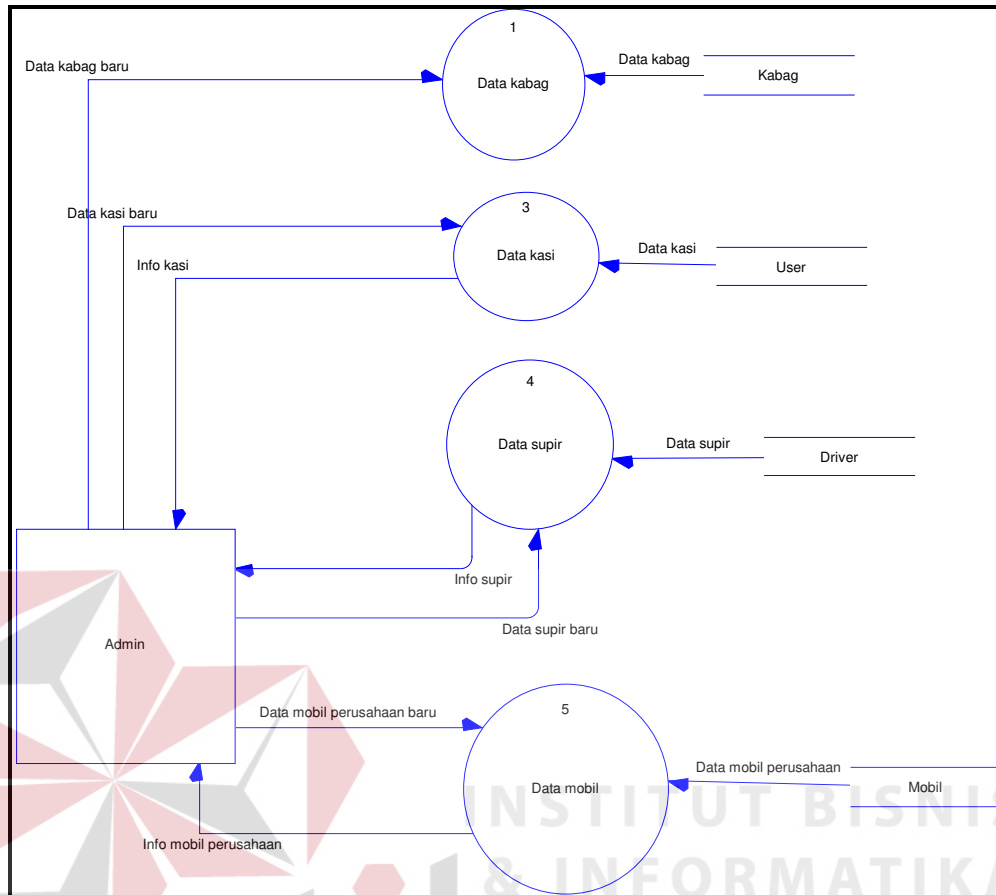 1
Data kabag baru
Data kabag
Data kabag
Kabag
3
Data kasi baru
Data kasi
Data kasi
User
Info kasi
4
Data supir
Data supir
Driver
Info supir
Data supir baru
Admin
5
Data mobil perusahaan baru
Data mobil
Data mobil perusahaan
Mobil
Info mobil perusahaan
INSTITUT BISNIS
& INFORMATIKA